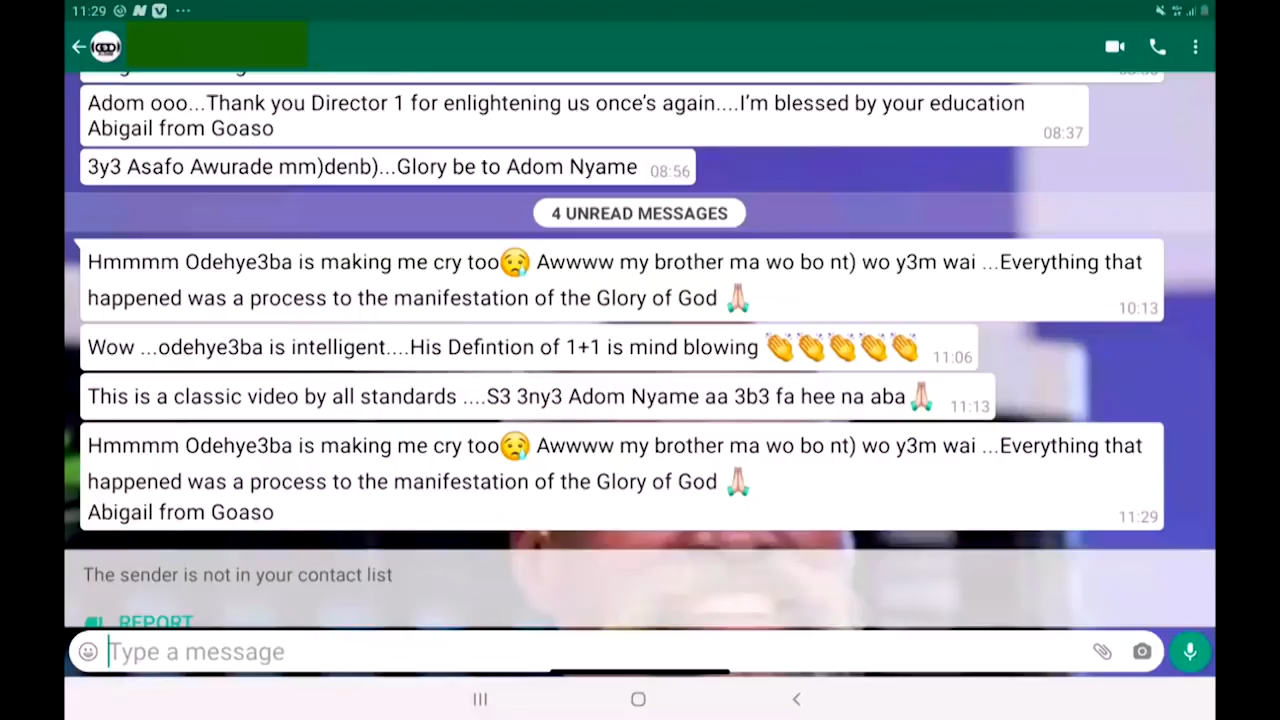 11:29
Adom ooo...Thank you Director 1 for enlightening us once's again....I'm blessed by your education
Abigail from Goaso
08:37
3y3 Asafo Awurade mm)denb)...Glory be to Adom Nyame 08:56
4 UNREAD MESSAGES
Hmmmm Odehye3ba is making me cry too😢 Awwww my brother ma wo bo nt) wo y3m wai ...Everything that
happened was a process to the manifestation of the Glory of God 🙏🏻
10:13
Wow ...odehye3ba is intelligent....His Defintion of 1+1 is mind blowing 👏👏👏👏👏 11:06
This is a classic video by all standards ....S3 3ny3 Adom Nyame aa 3b3 fa hee na aba🙏🏻 11:13
Hmmmm Odehye3ba is making me cry too😢 Awwww my brother ma wo bo nt) wo y3m wai ...Everything that
happened was a process to the manifestation of the Glory of God 🙏🏻
Abigail from Goaso
11:29
The sender is not in your contact list
REPORT
Type a message